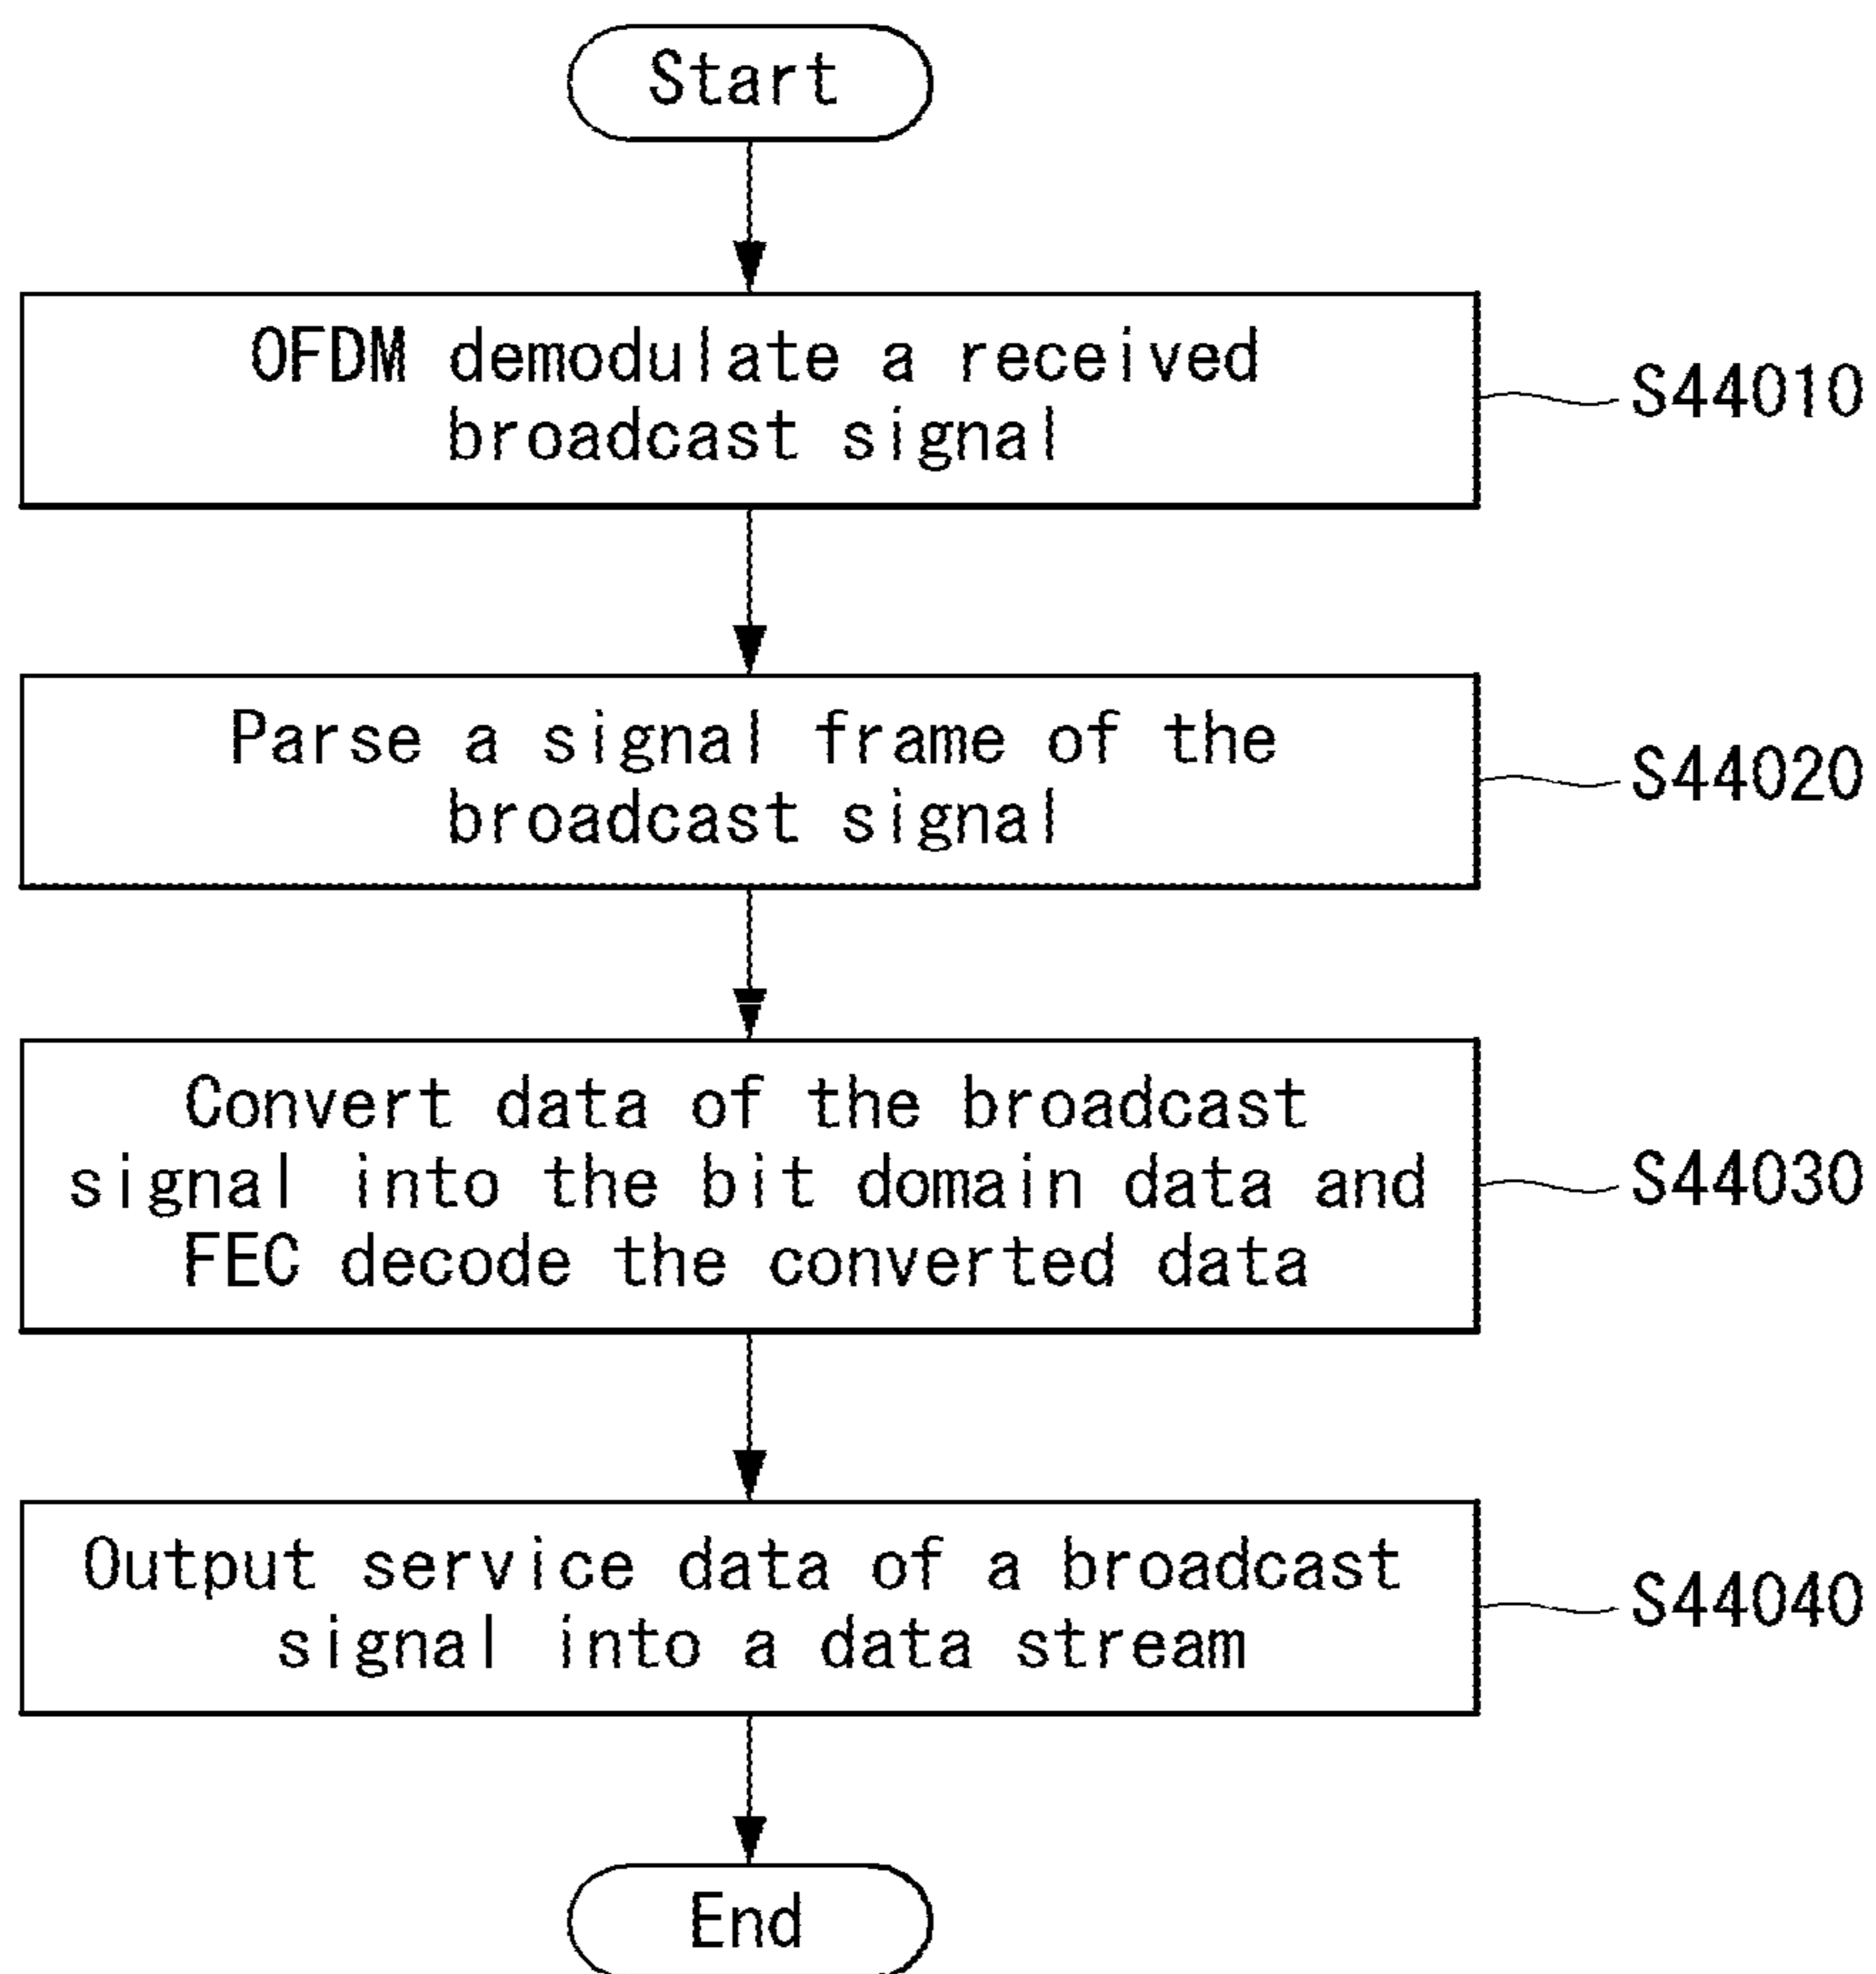 Start
OFDM demodulate a received
broadcast signal
S44010
Parse a signal frame of the
broadcast signal
S44020
Convert data of the broadcast
signal into the bit domain data and
FEC decode the converted data
S44030
Output service data of a broadcast
signal into a data stream
S44040
End